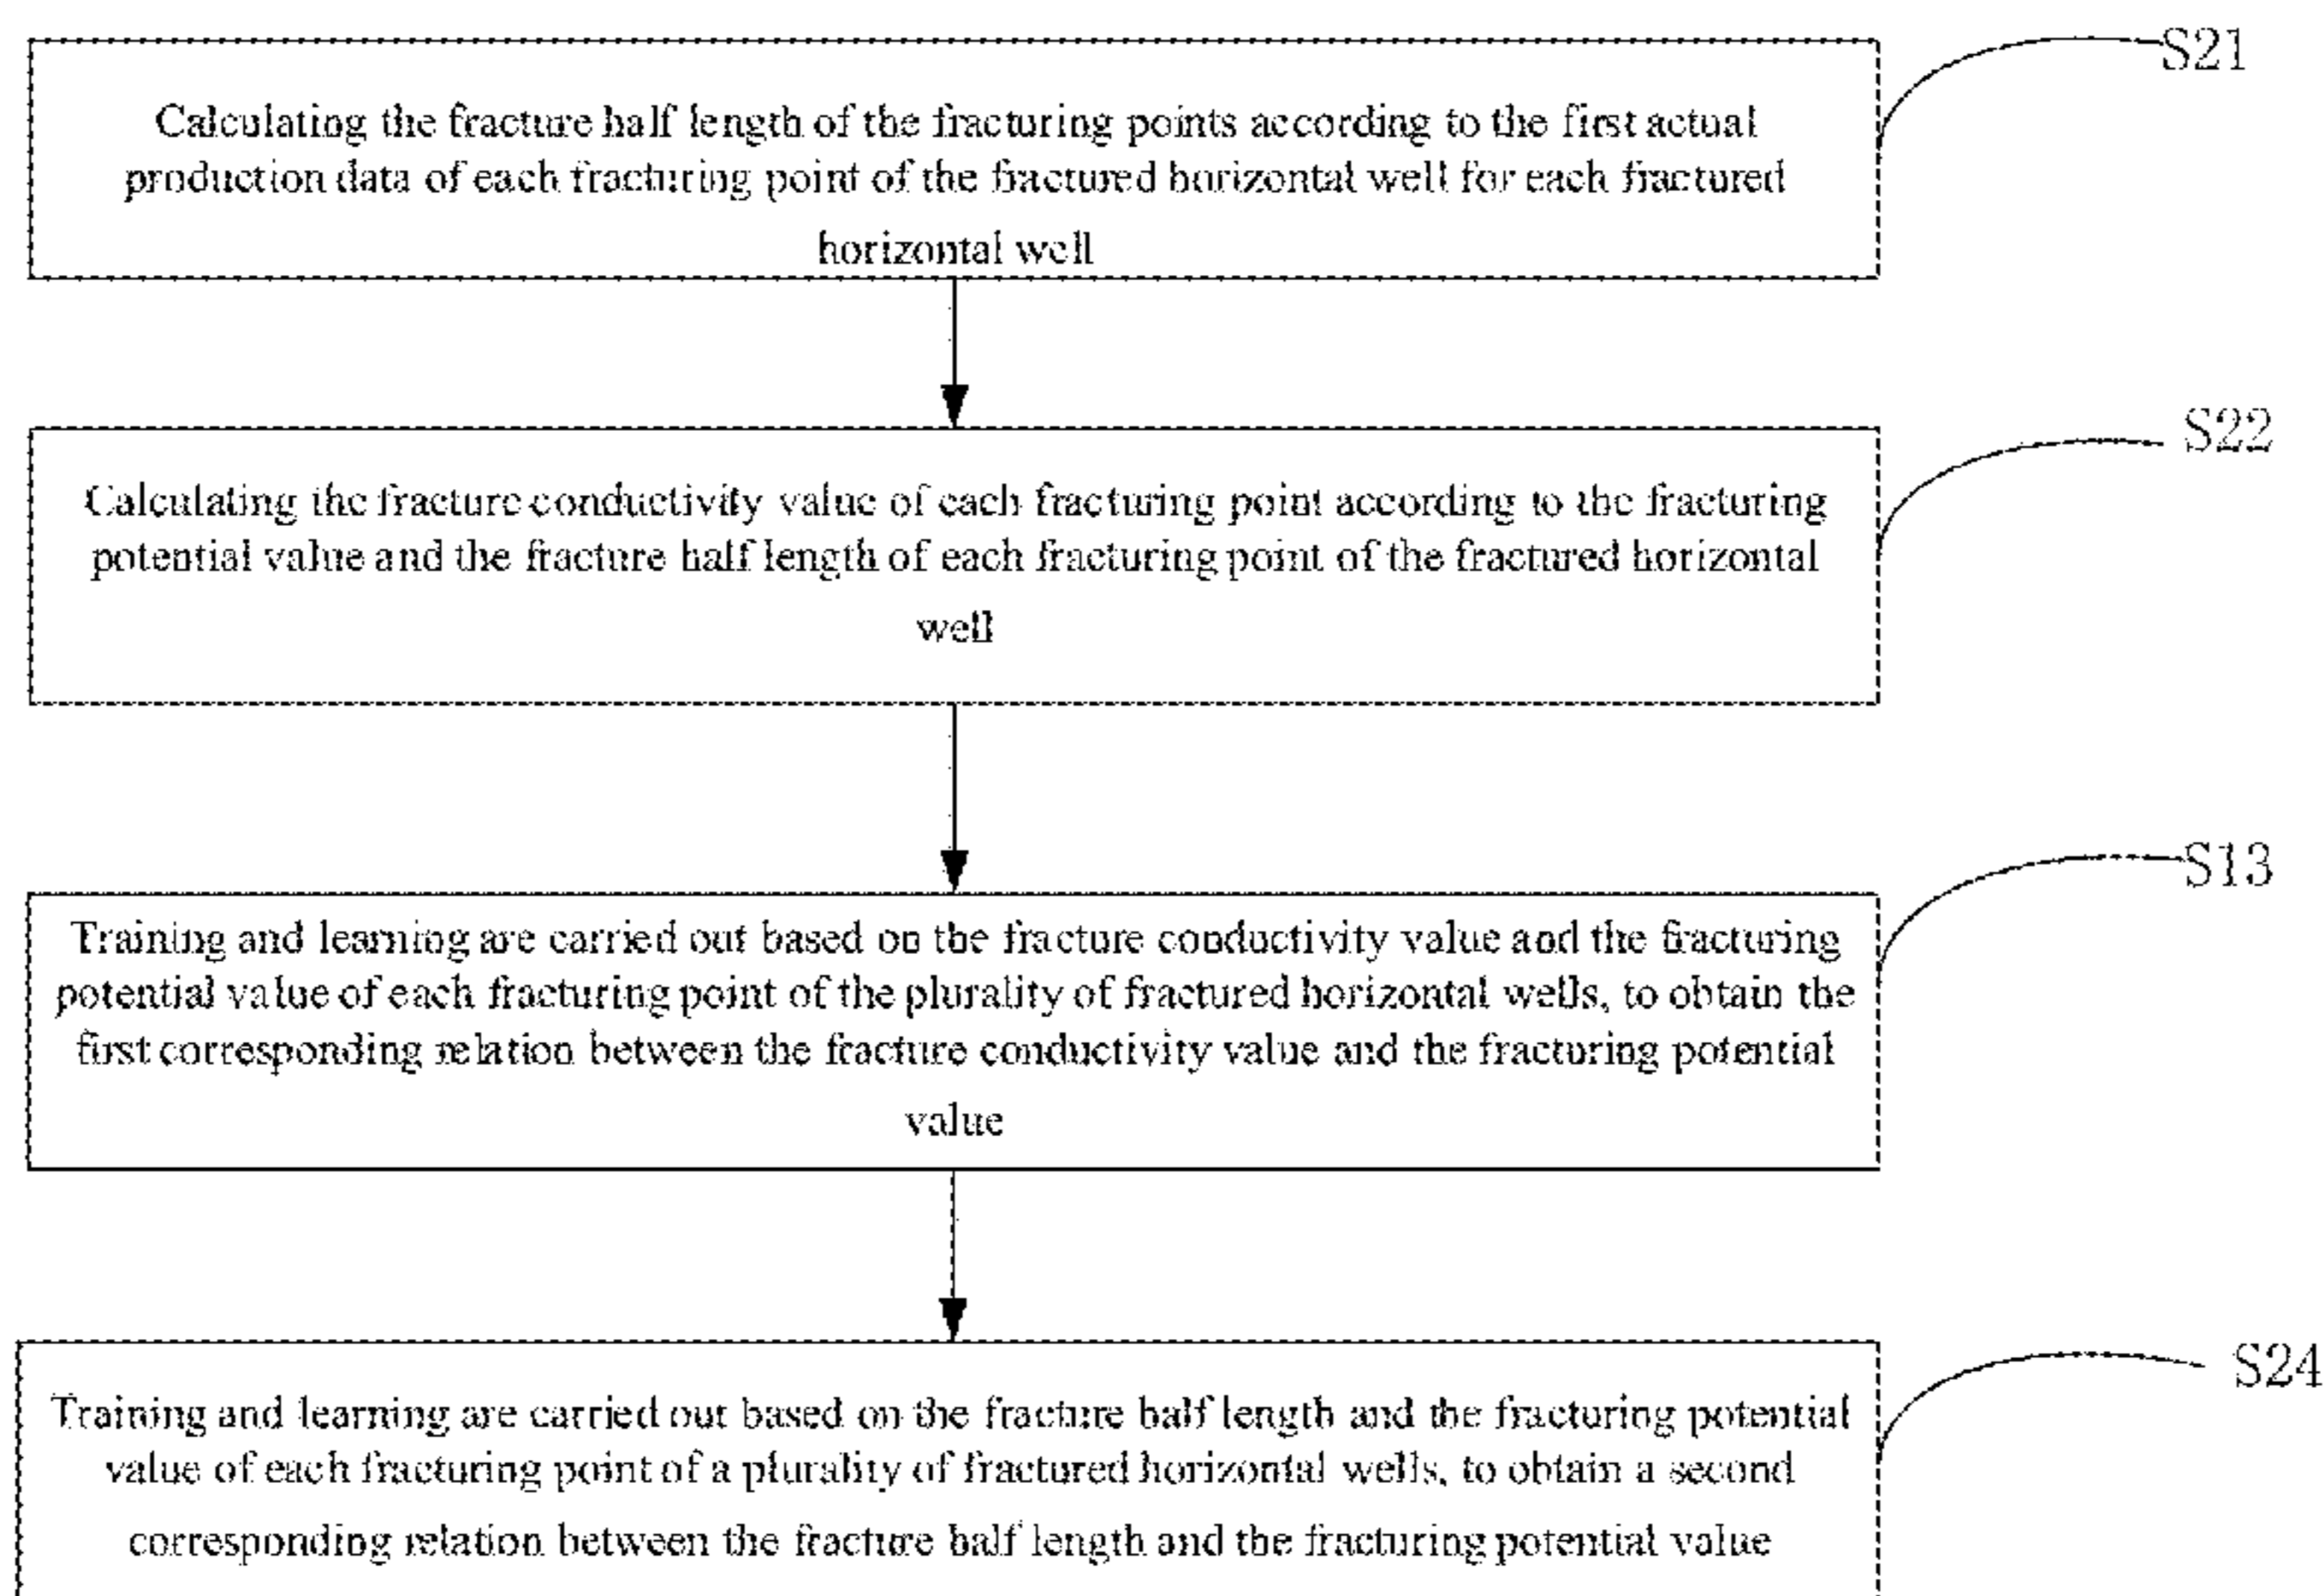 S21
Calculating the fracture half length of the fracturing points according to the first actual
production data of each fracturing point of the fractured horizontal well for each fractured
horizontal well
S22
Calculating the fracture conductivity value of each fracturing point according to the fracturing
potential value and the fracture half length of each fracturing point of the fractured horizontal
well
S13
Training and learning are carried out based on the fracture conductivity value and the fracturing
potential value of each fracturing point of the plurality of fractured horizontal wells, to obtain the
first corresponding relation between the fracture conductivity value and the fracturing potential
value
S24
Training and learning are carried out based on the fracture half length and the fracturing potential
value of each fracturing point of a plurality of fractured horizontal wells, to obtain a second
corresponding relation between the fracture half length and the fracturing potential value